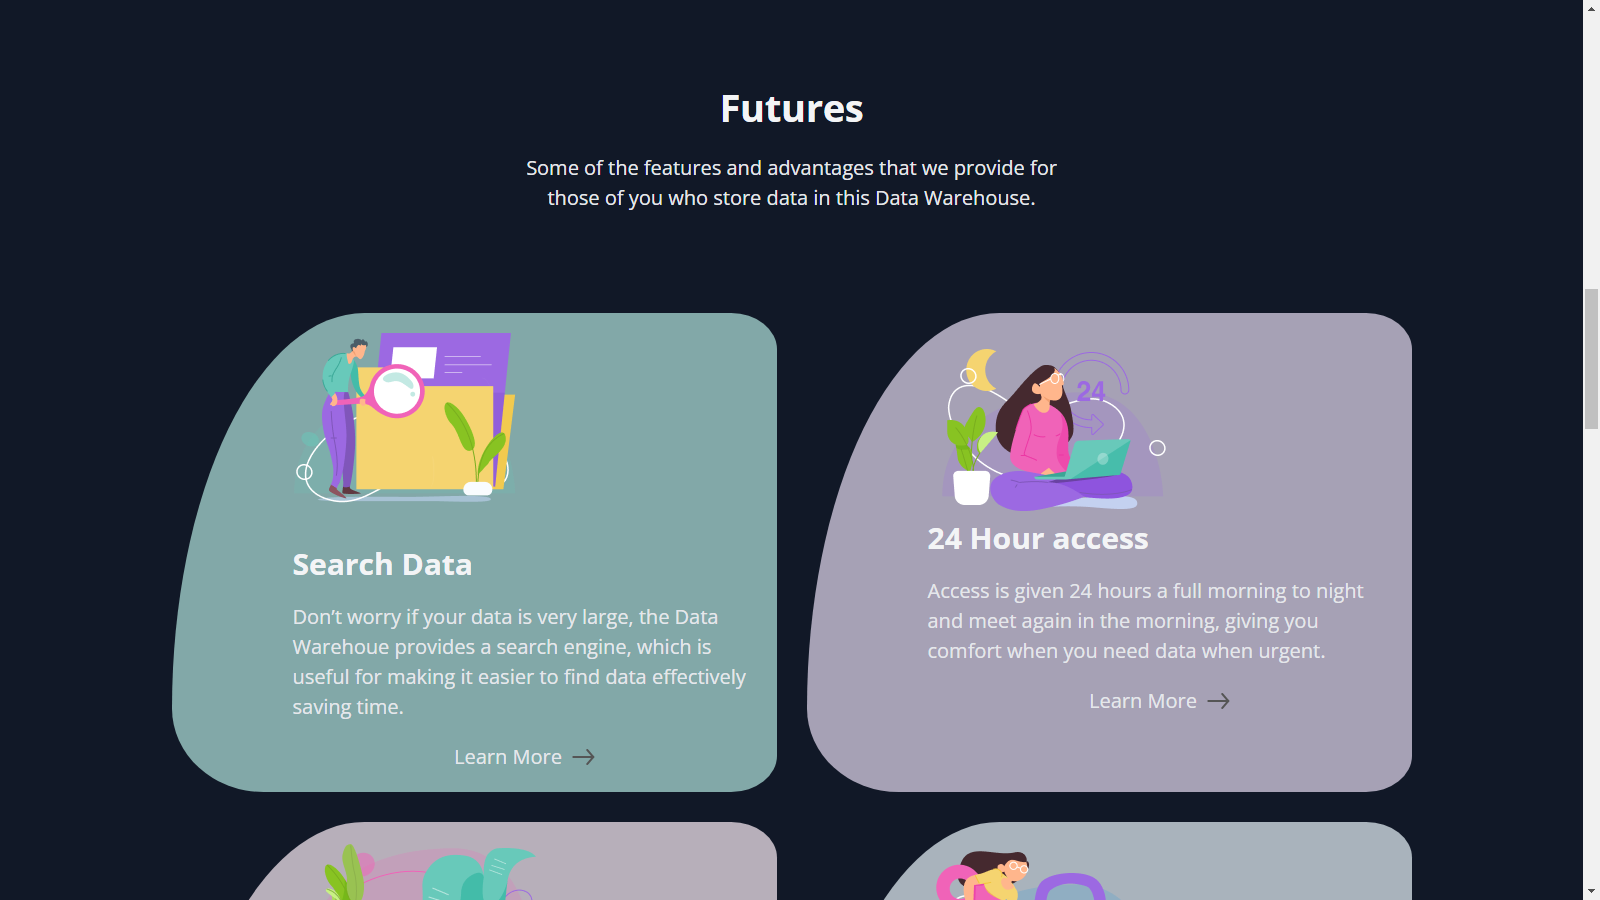 Futures
Some of the features and advantages that we provide for
those of you who store data in this Data Warehouse.
Search Data
Don’t worry if your data is very large, the Data
Warehoue provides a search engine, which is
useful for making it easier to find data effectively
saving time.
Learn More
24
24 Hour access
Access is given 24 hours a full morning to night
and meet again in the morning, giving you
comfort when you need data when urgent.
Learn More